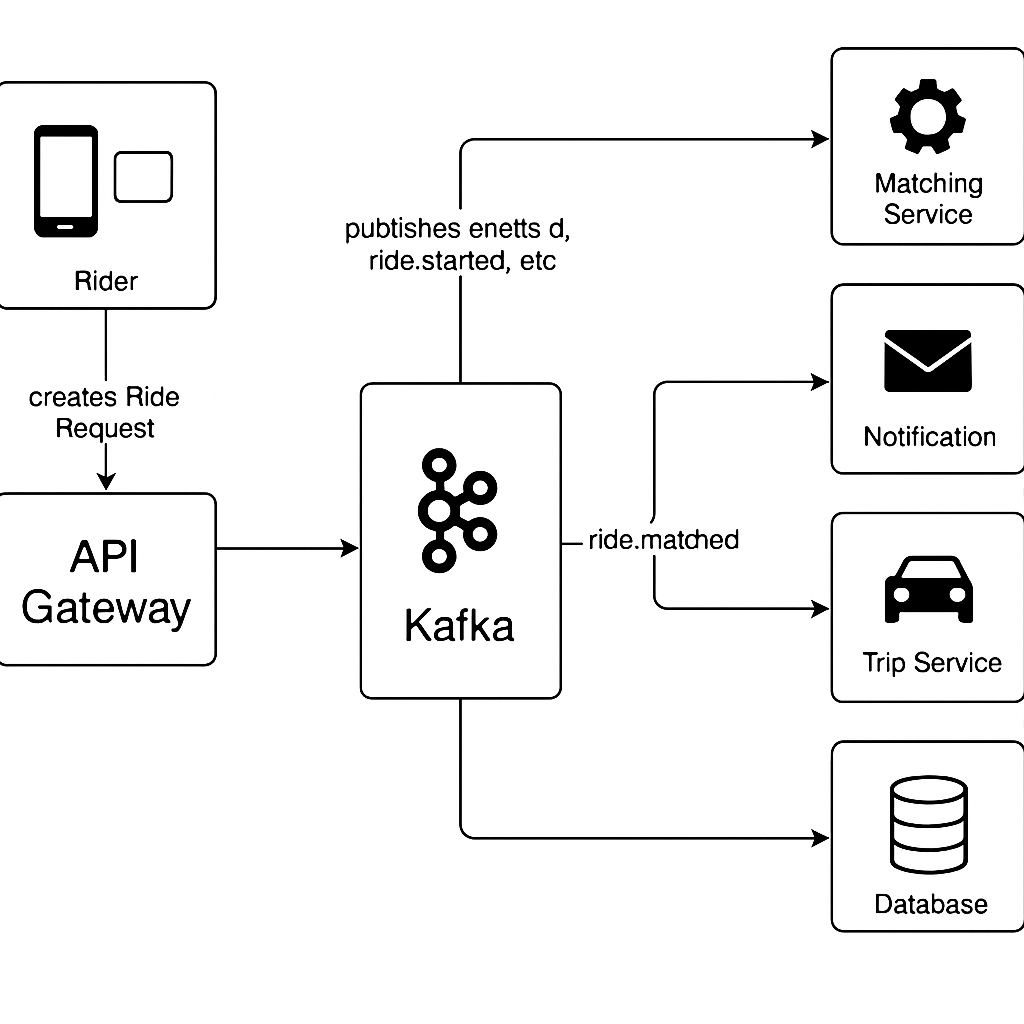 Rider
creates Ride
Request
API
Gateway
pubtishes enetts d,
ride.started, etc
Kafka
ride.matched
Matching
Service
Notification
Trip Service
Database